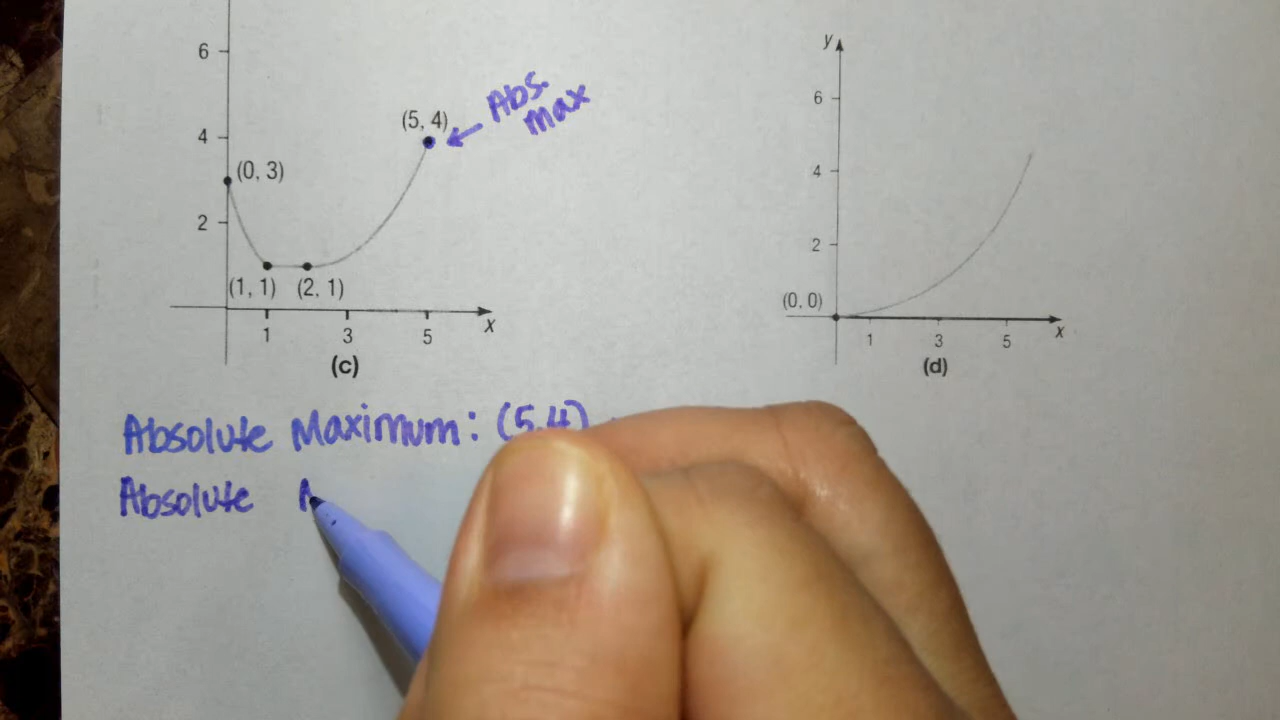 6
4
2
(0, 3)
(5, 4)
Abs.
max
(1, 1) (2, 1)
1 3 5 x
(c)
y
6
4
2
(0, 0)
1 3 5 x
(d)
Absolute Maximum: (5,4)
Absolute